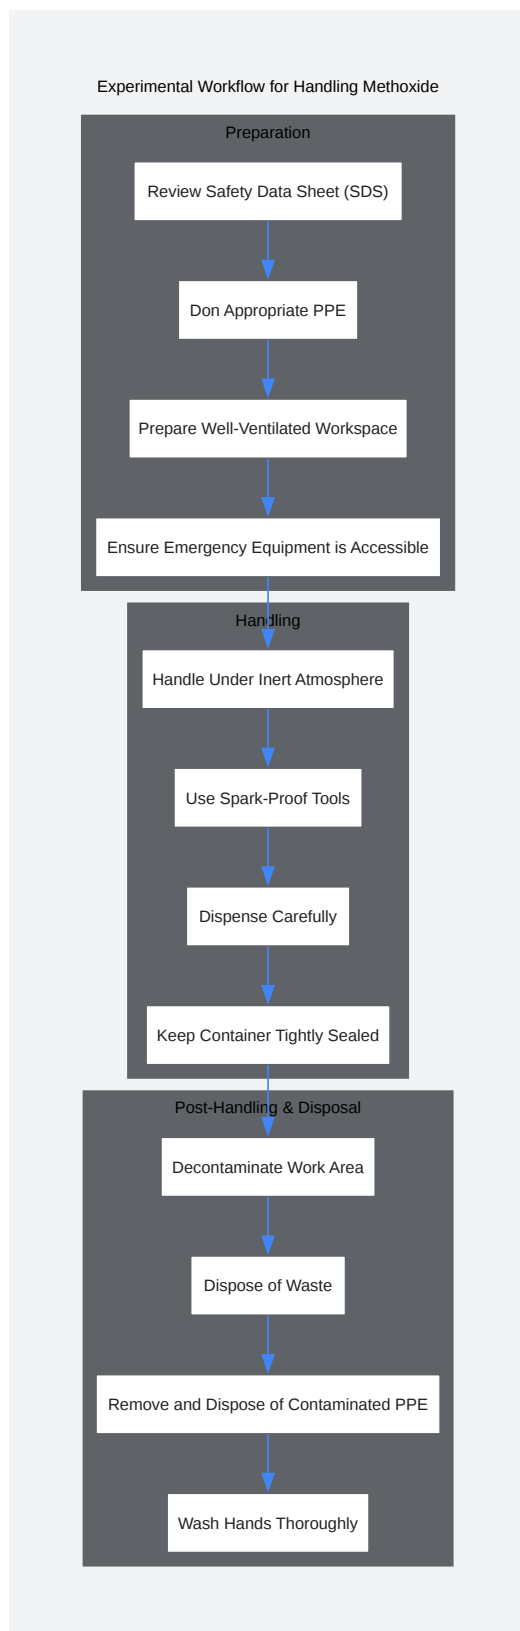 Experimental Workflow for Handling Methoxide
Preparation
Review Safety Data Sheet (SDS)
Don Appropriate PPE
Prepare Well-Ventilated Workspace
Ensure Emergency Equipment is Accessible
Handling
Handle Under Inert Atmosphere
Use Spark-Proof Tools
Dispense Carefully
Keep Container Tightly Sealed
Post-Handling & Disposal
Decontaminate Work Area
Dispose of Waste
Remove and Dispose of Contaminated PPE
Wash Hands Thoroughly